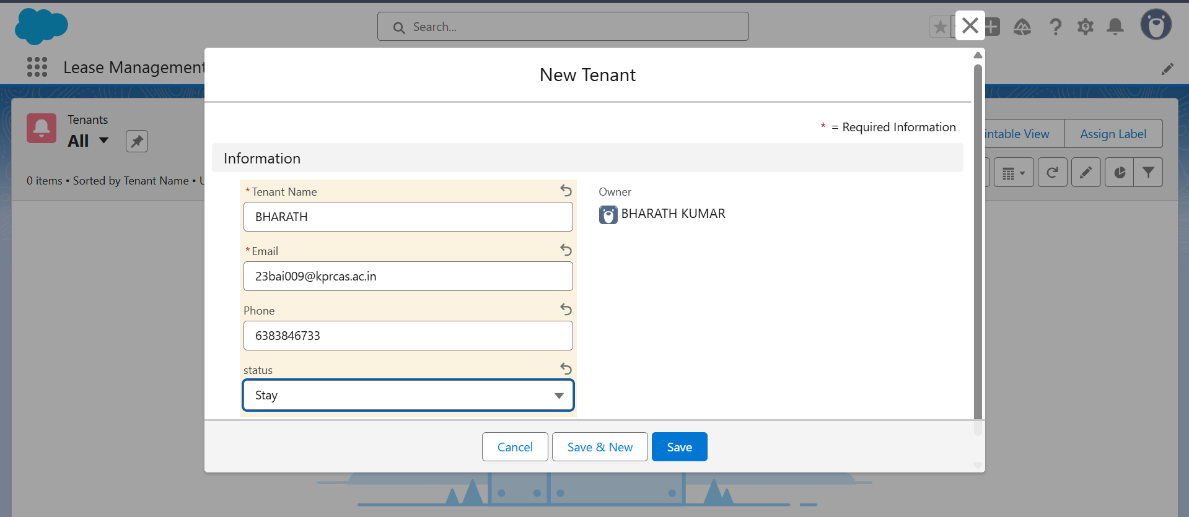 Search...
Lease Management
New Tenant
Tenants
All
* = Required Information
intable View
Assign Label
Information
0 items • Sorted by Tenant Name • U
* Tenant Name
BHARATH
Owner
BHARATH KUMAR
* Email
23bai009@kprcas.ac.in
Phone
6383846733
status
Stay
Cancel
Save & New
Save